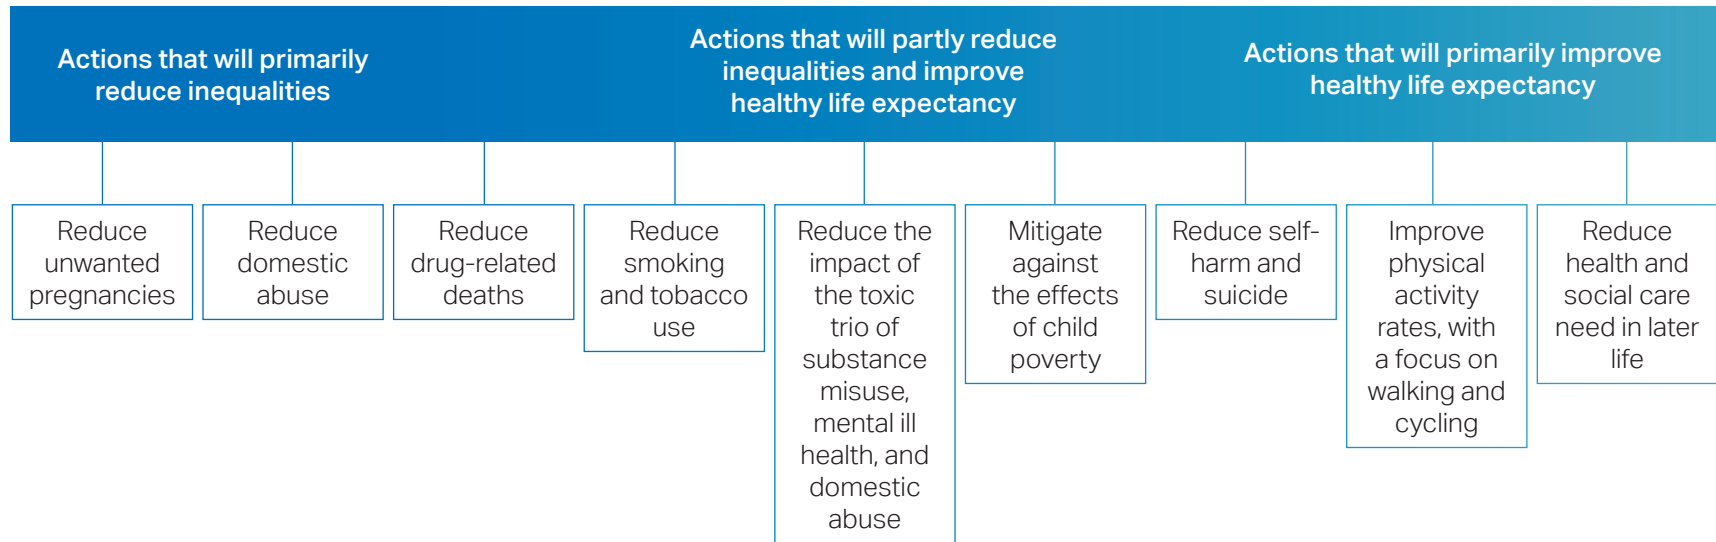 Actions that will primarily
reduce inequalities
Actions that will partly reduce
inequalities and improve
healthy life expectancy
Actions that will primarily improve
healthy life expectancy
Reduce
unwanted
pregnancies
Reduce
domestic
abuse
Reduce
drug-related
deaths
Reduce
smoking
and tobacco
use
Reduce the
impact of
the toxic
trio of
substance
misuse,
mental ill
health, and
domestic
abuse
Mitigate
against
the effects
of child
poverty
Reduce self-
harm and
suicide
Improve
physical
activity
rates, with
a focus on
walking and
cycling
Reduce
health and
social care
need in later
life